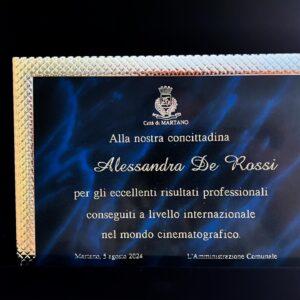 Città di MARTANO
Alla nostra concittadina
Alessandra De Rossi
per gli eccellenti risultati professionali
conseguiti a livello internazionale
nel mondo cinematografico.
Martano, 5 agosto 2024 L'Amministrazione Comunale